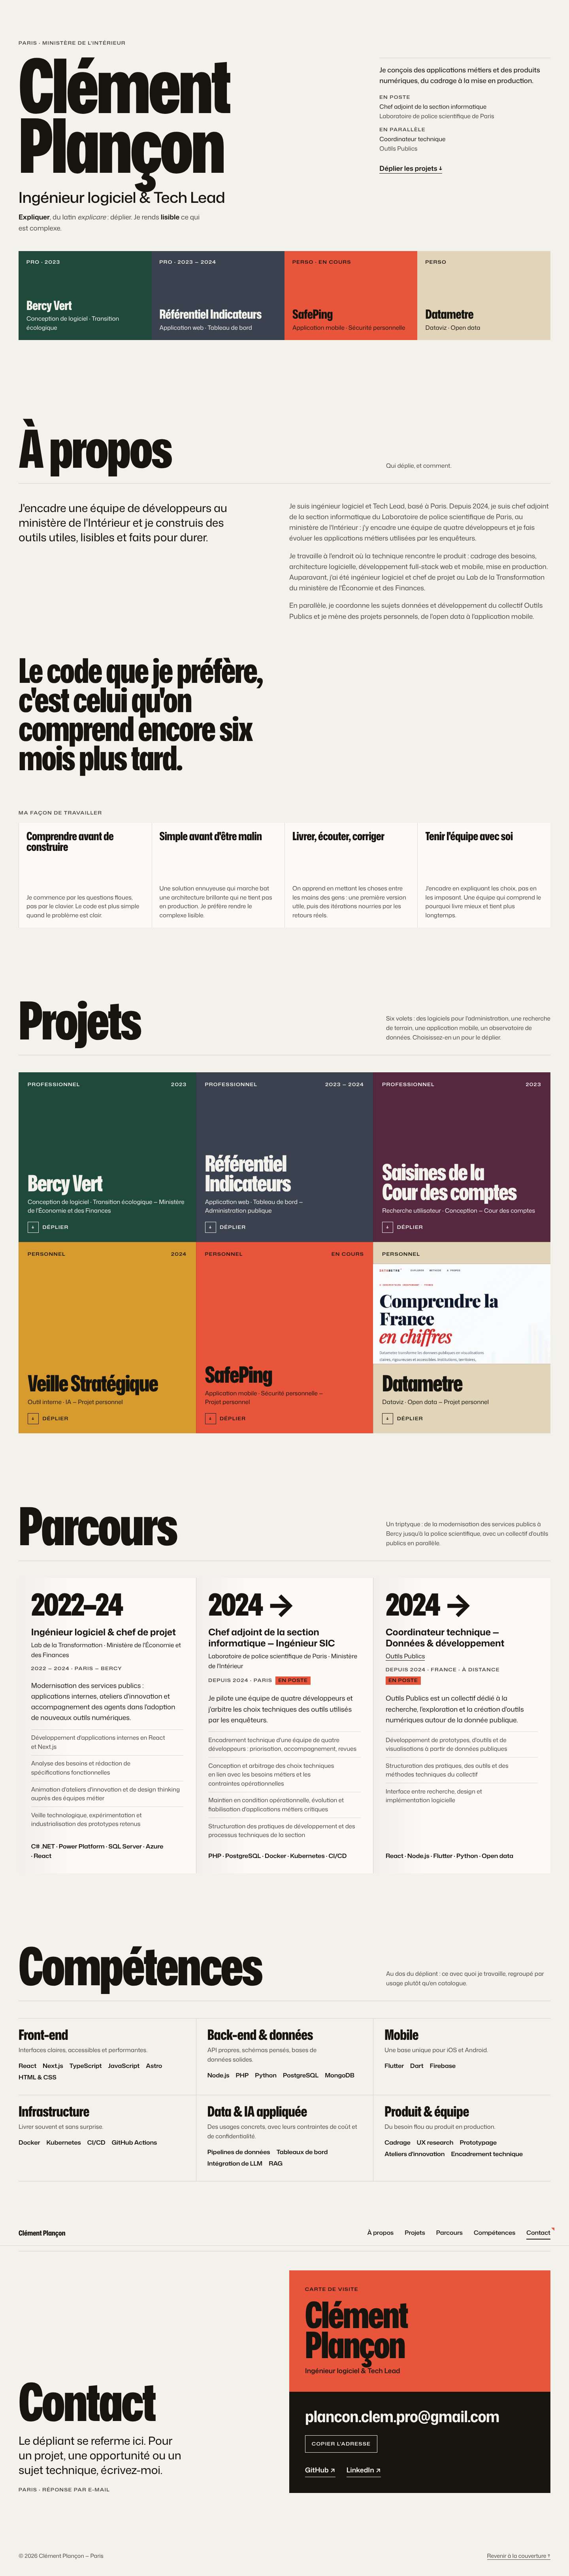 PARIS · MINISTÈRE DE L'INTÉRIEUR
Clément
Plançon
Ingénieur logiciel & Tech Lead
Expliquer, du latin explicare : déplier. Je rends lisible ce qui
est complexe.
Je conçois des applications métiers et des produits
numériques, du cadrage à la mise en production.
EN POSTE
Chef adjoint de la section informatique
Laboratoire de police scientifique de Paris
EN PARALLÈLE
Coordinateur technique
Outils Publics
Déplier les projets ↓
PRO · 2023
Bercy Vert
Conception de logiciel · Transition
écologique
PRO · 2023 — 2024
Référentiel Indicateurs
Application web · Tableau de bord
PERSO · EN COURS
SafePing
Application mobile · Sécurité personnelle
PERSO
Datametre
Dataviz · Open data
À propos
Qui déplie, et comment.
J'encadre une équipe de développeurs au
ministère de l'Intérieur et je construis des
outils utiles, lisibles et faits pour durer.
Je suis ingénieur logiciel et Tech Lead, basé à Paris. Depuis 2024, je suis chef adjoint
de la section informatique du Laboratoire de police scientifique de Paris, au
ministère de l'Intérieur : j'y encadre une équipe de quatre développeurs et je fais
évoluer les applications métiers utilisées par les enquêteurs.
Je travaille à l'endroit où la technique rencontre le produit : cadrage des besoins,
architecture logicielle, développement full-stack web et mobile, mise en production.
Auparavant, j'ai été ingénieur logiciel et chef de projet au Lab de la Transformation
du ministère de l'Économie et des Finances.
En parallèle, je coordonne les sujets données et développement du collectif Outils
Publics et je mène des projets personnels, de l'open data à l'application mobile.
Le code que je préfère,
c'est celui qu'on
comprend encore six
mois plus tard.
MA FAÇON DE TRAVAILLER
Comprendre avant de
construire
Je commence par les questions floues,
pas par le clavier. Le code est plus simple
quand le problème est clair.
Simple avant d'être malin
Une solution ennuyeuse qui marche bat
une architecture brillante qui ne tient pas
en production. Je préfère rendre le
complexe lisible.
Livrer, écouter, corriger
On apprend en mettant les choses entre
les mains des gens : une première version
utile, puis des itérations nourries par les
retours réels.
Tenir l'équipe avec soi
J'encadre en expliquant les choix, pas en
les imposant. Une équipe qui comprend le
pourquoi livre mieux et tient plus
longtemps.
Projets
Six volets : des logiciels pour l'administration, une recherche
de terrain, une application mobile, un observatoire de
données. Choisissez-en un pour le déplier.
PROFESSIONNEL 2023
Bercy Vert
Conception de logiciel · Transition écologique — Ministère
de l'Économie et des Finances
+ DÉPLIER
PROFESSIONNEL 2023 — 2024
Référentiel
Indicateurs
Application web · Tableau de bord —
Administration publique
+ DÉPLIER
PROFESSIONNEL 2023
Saisines de la
Cour des comptes
Recherche utilisateur · Conception — Cour des comptes
+ DÉPLIER
PERSONNEL 2024
Veille Stratégique
Outil interne · IA — Projet personnel
+ DÉPLIER
PERSONNEL EN COURS
SafePing
Application mobile · Sécurité personnelle —
Projet personnel
+ DÉPLIER
PERSONNEL
Comprendre la
France
en chiffres
Datametre
Dataviz · Open data — Projet personnel
+ DÉPLIER
Parcours
Un triptyque : de la modernisation des services publics à
Bercy jusqu'à la police scientifique, avec un collectif d'outils
publics en parallèle.
2022–24
Ingénieur logiciel & chef de projet
Lab de la Transformation · Ministère de l'Économie et
des Finances
2022 — 2024 · PARIS — BERCY
Modernisation des services publics :
applications internes, ateliers d'innovation et
accompagnement des agents dans l'adoption
de nouveaux outils numériques.
Développement d'applications internes en React
et Next.js
Analyse des besoins et rédaction de
spécifications fonctionnelles
Animation d'ateliers d'innovation et de design thinking
auprès des équipes métier
Veille technologique, expérimentation et
industrialisation des prototypes retenus
C# .NET · Power Platform · SQL Server · Azure
· React
2024 →
Chef adjoint de la section
informatique — Ingénieur SIC
Laboratoire de police scientifique de Paris · Ministère
de l'Intérieur
DEPUIS 2024 · PARIS EN POSTE
Je pilote une équipe de quatre développeurs et
j'arbitre les choix techniques des outils utilisés
par les enquêteurs.
Encadrement technique d'une équipe de quatre
développeurs : priorisation, accompagnement, revues
Conception et arbitrage des choix techniques
en lien avec les besoins métiers et les
contraintes opérationnelles
Maintien en condition opérationnelle, évolution et
fiabilisation d'applications métiers critiques
Structuration des pratiques de développement et des
processus techniques de la section
PHP · PostgreSQL · Docker · Kubernetes · CI/CD
2024 →
Coordinateur technique —
Données & développement
Outils Publics
DEPUIS 2024 · FRANCE · À DISTANCE
EN POSTE
Outils Publics est un collectif dédié à la
recherche, l'exploration et la création d'outils
numériques autour de la donnée publique.
Développement de prototypes, d'outils et de
visualisations à partir de données publiques
Structuration des pratiques, des outils et des
méthodes techniques du collectif
Interface entre recherche, design et
implémentation logicielle
React · Node.js · Flutter · Python · Open data
Compétences
Au dos du dépliant : ce avec quoi je travaille, regroupé par
usage plutôt qu'en catalogue.
Front-end
Interfaces claires, accessibles et performantes.
React Next.js TypeScript JavaScript Astro
HTML & CSS
Back-end & données
API propres, schémas pensés, bases de
données solides.
Node.js PHP Python PostgreSQL MongoDB
Mobile
Une base unique pour iOS et Android.
Flutter Dart Firebase
Infrastructure
Livrer souvent et sans surprise.
Docker Kubernetes CI/CD GitHub Actions
Data & IA appliquée
Des usages concrets, avec leurs contraintes de coût et
de confidentialité.
Pipelines de données Tableaux de bord
Intégration de LLM RAG
Produit & équipe
Du besoin flou au produit en production.
Cadrage UX research Prototypage
Ateliers d'innovation Encadrement technique
Clément Plançon
À propos Projets Parcours Compétences Contact
Contact
Le dépliant se referme ici. Pour
un projet, une opportunité ou un
sujet technique, écrivez-moi.
PARIS · RÉPONSE PAR E-MAIL
CARTE DE VISITE
Clément
Plançon
Ingénieur logiciel & Tech Lead
plancon.clem.pro@gmail.com
COPIER L'ADRESSE
GitHub ↗ LinkedIn ↗
© 2026 Clément Plançon — Paris
Revenir à la couverture ↑